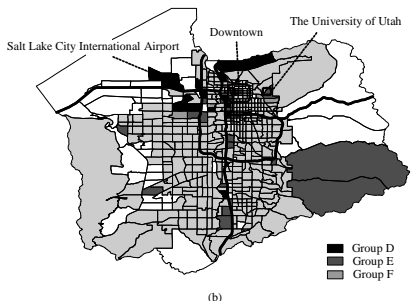 The University of Utah
Downtown
Salt Lake City International Airport
Group D
Group E
Group F
(b)